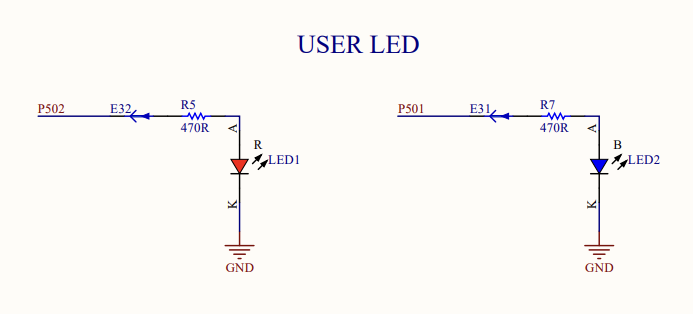 USER LED
P502 E32 R5 470R
A
R
LED1
K
GND
P501 E31 R7 470R
A
B
LED2
K
GND